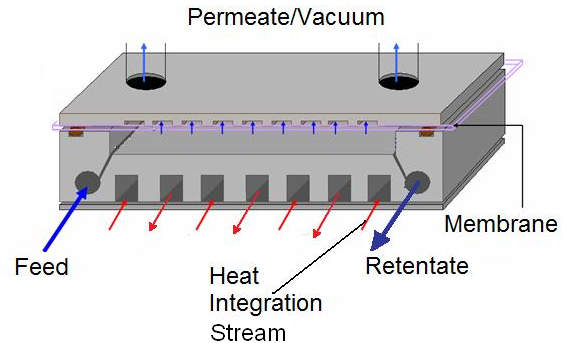 Permeate/Vacuum
Membrane
Feed
Retentate
Heat
Integration
Stream